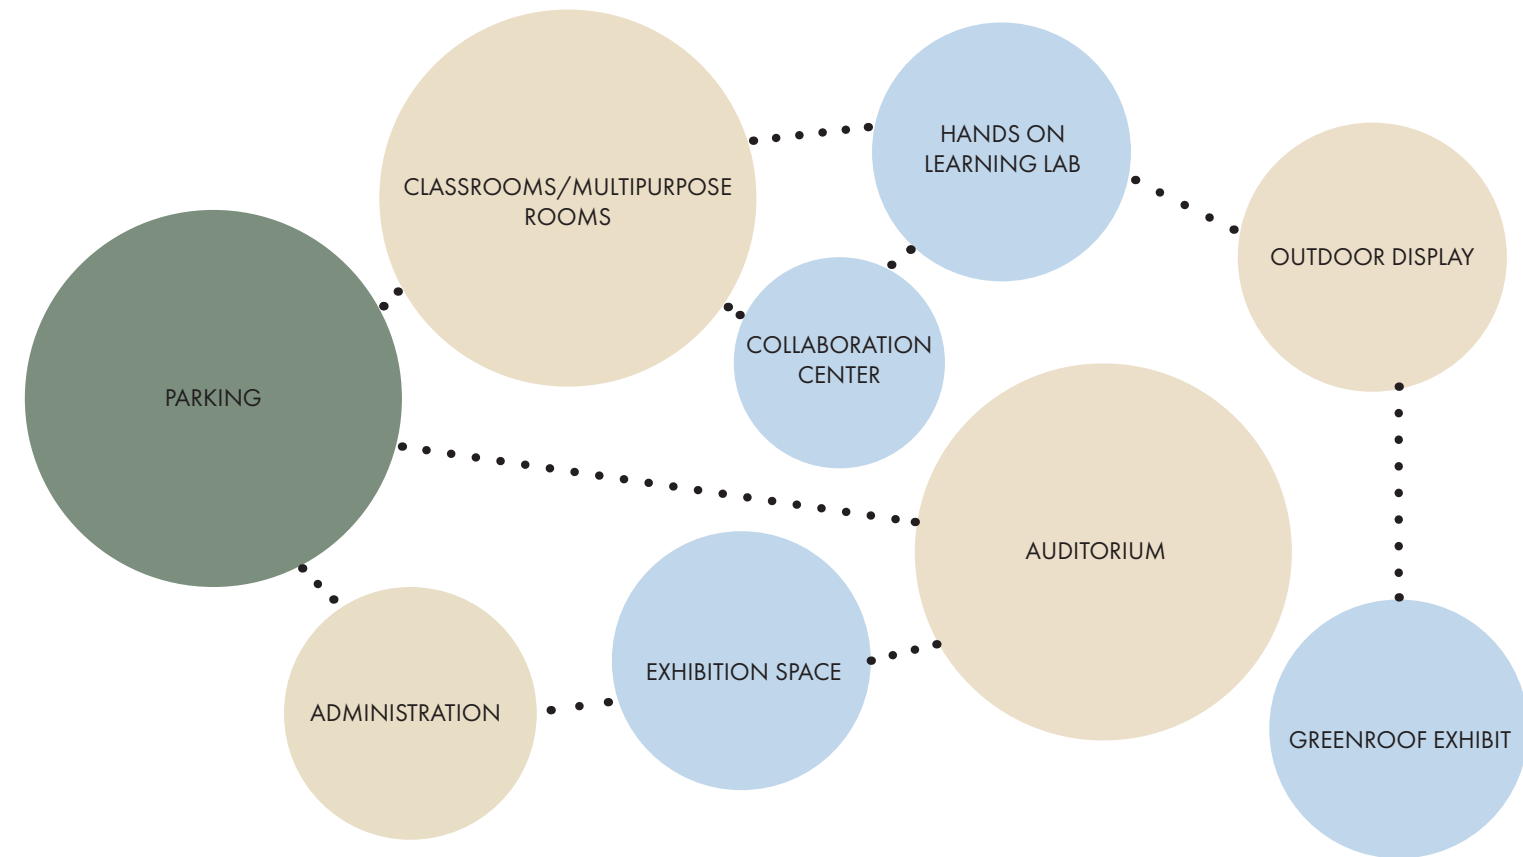 CLASSROOMS/MULTIPURPOSE
ROOMS
HANDS ON
LEARNING LAB
OUTDOOR DISPLAY
PARKING
COLLABORATION
CENTER
AUDITORIUM
EXHIBITION SPACE
ADMINISTRATION
GREENROOF EXHIBIT